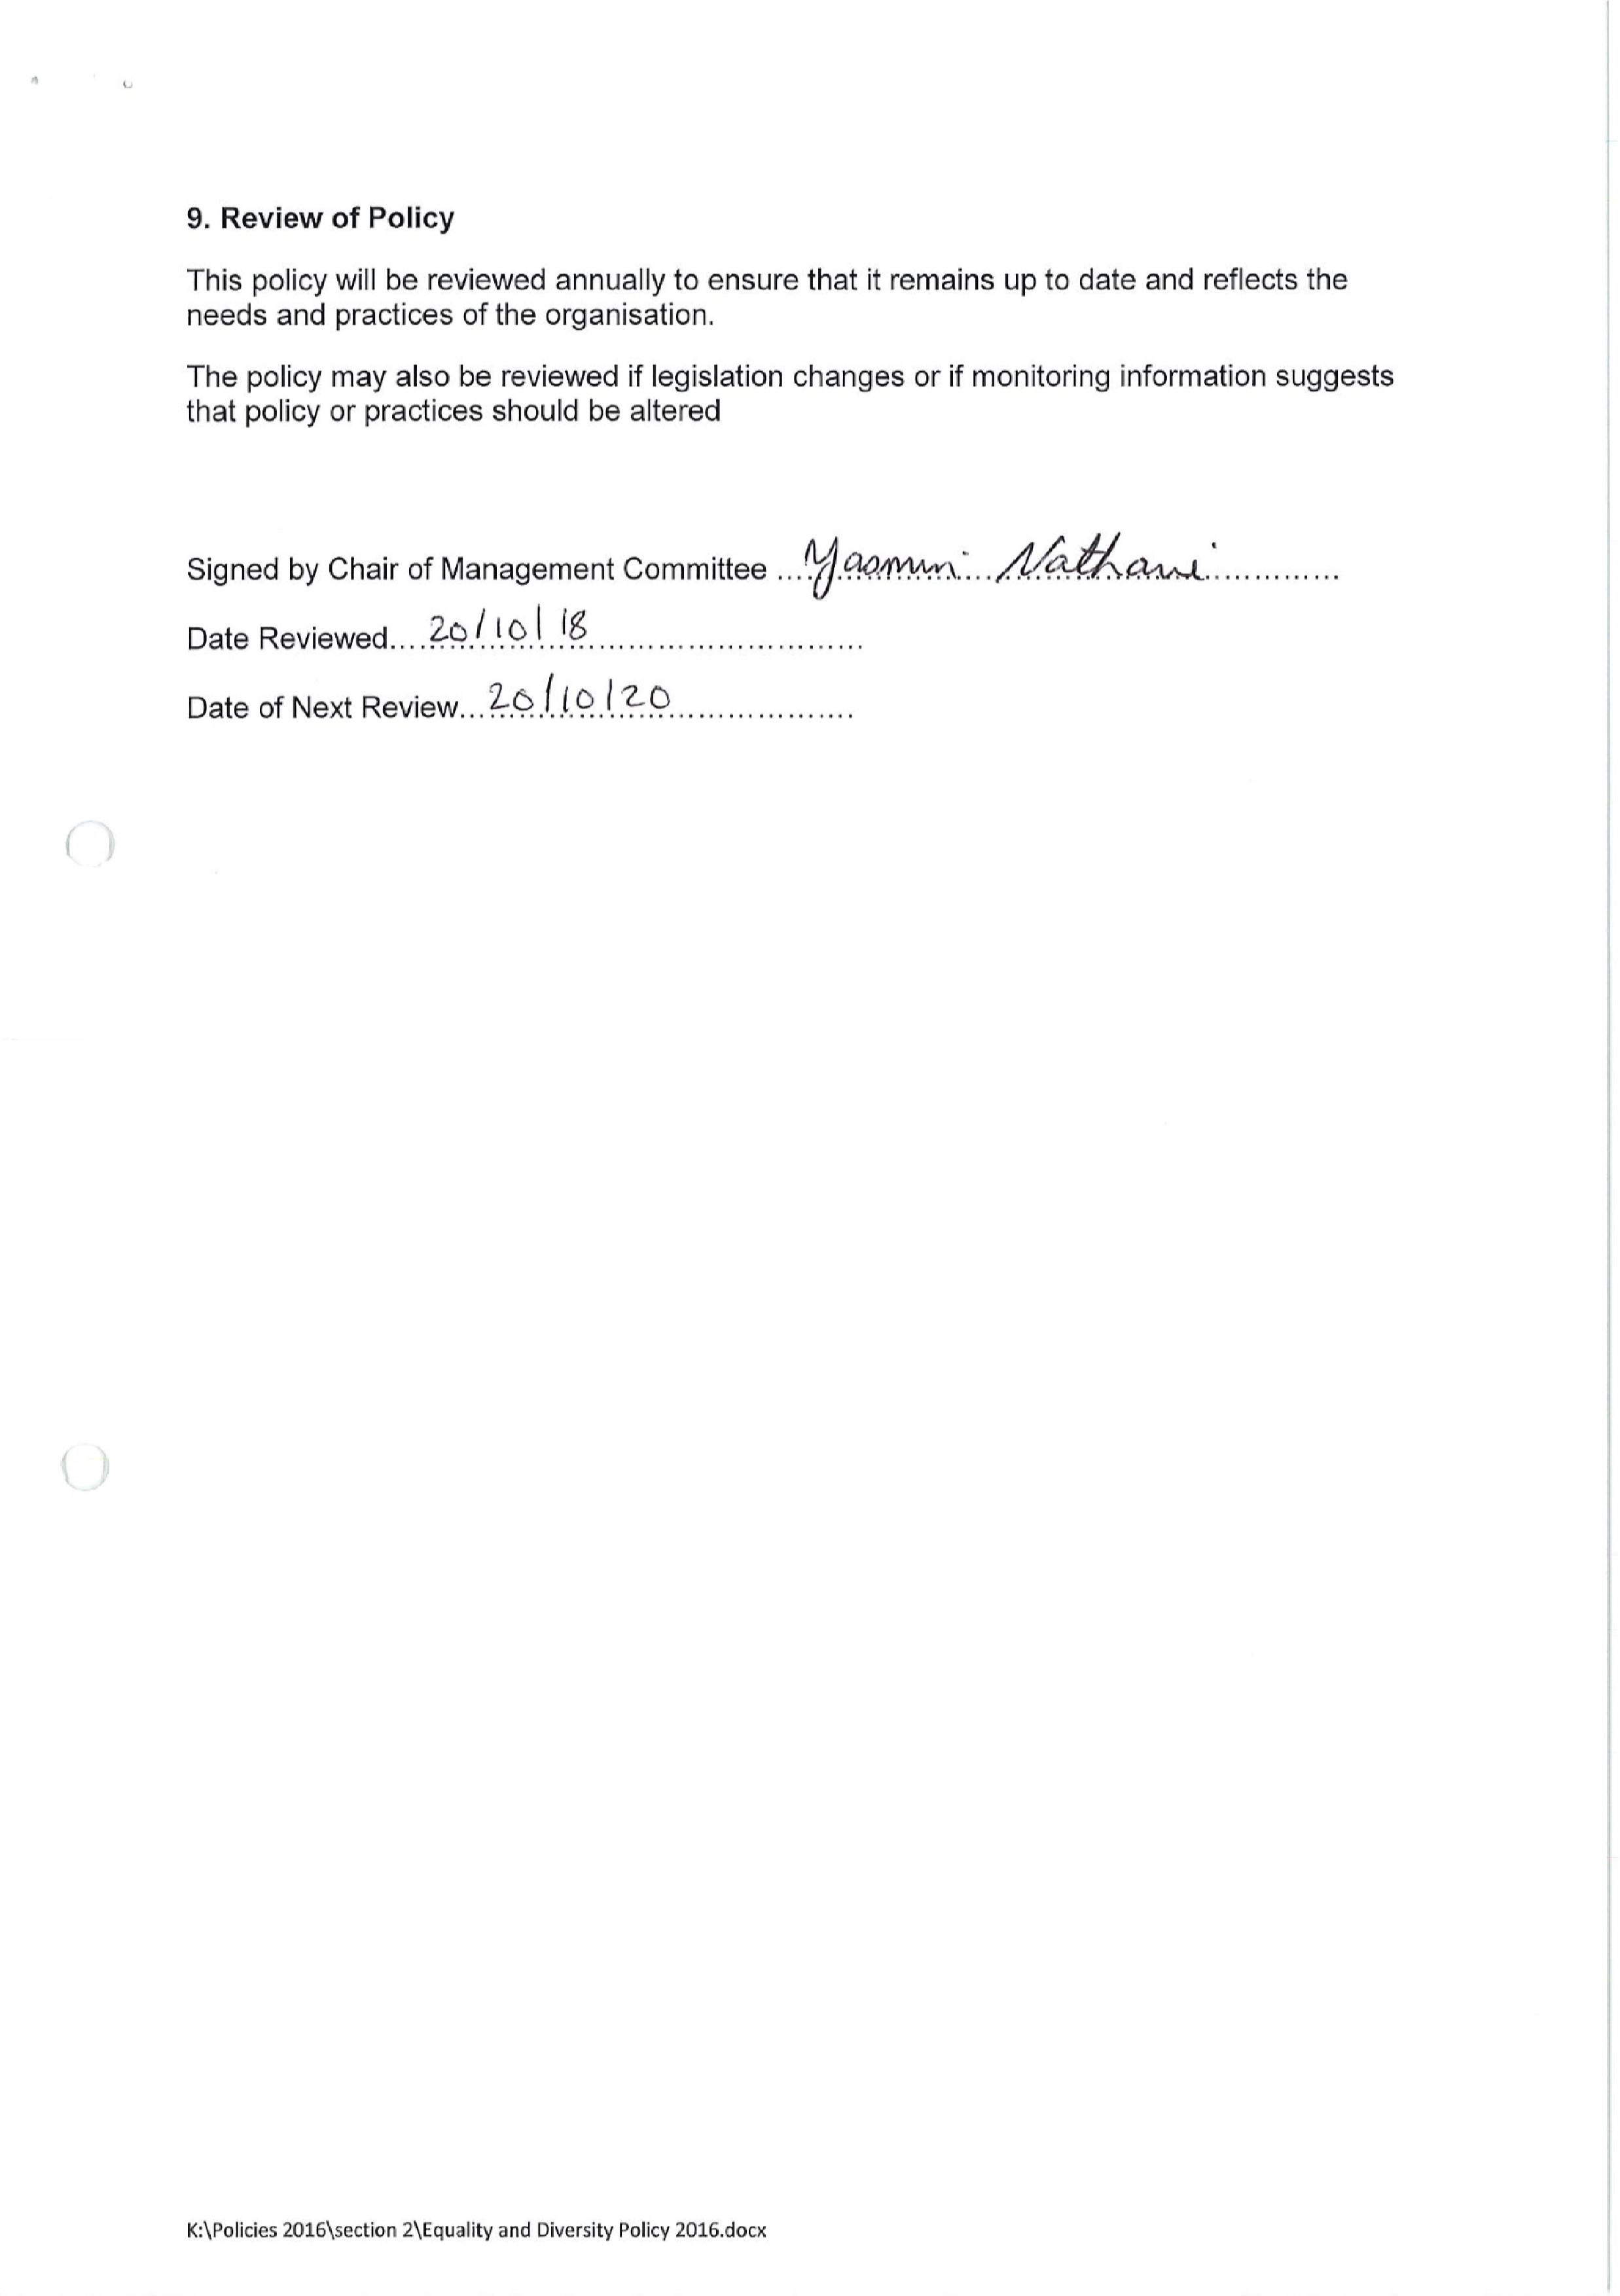 9. Review of Policy
This policy will be reviewed annually to ensure that it remains up to date and reflects the
needs and practices of the organisation.
The policy may also be reviewed if legislation changes or if monitoring information suggests
that policy or practices should be altered
Signed by Chair of Management Committee .... Yasmin Nathani ..............
Date Reviewed.... 20/10/18 ..............................
Date of Next Review... 20/10/20 ....................
K:\Policies 2016\section 2\Equality and Diversity Policy 2016.docx